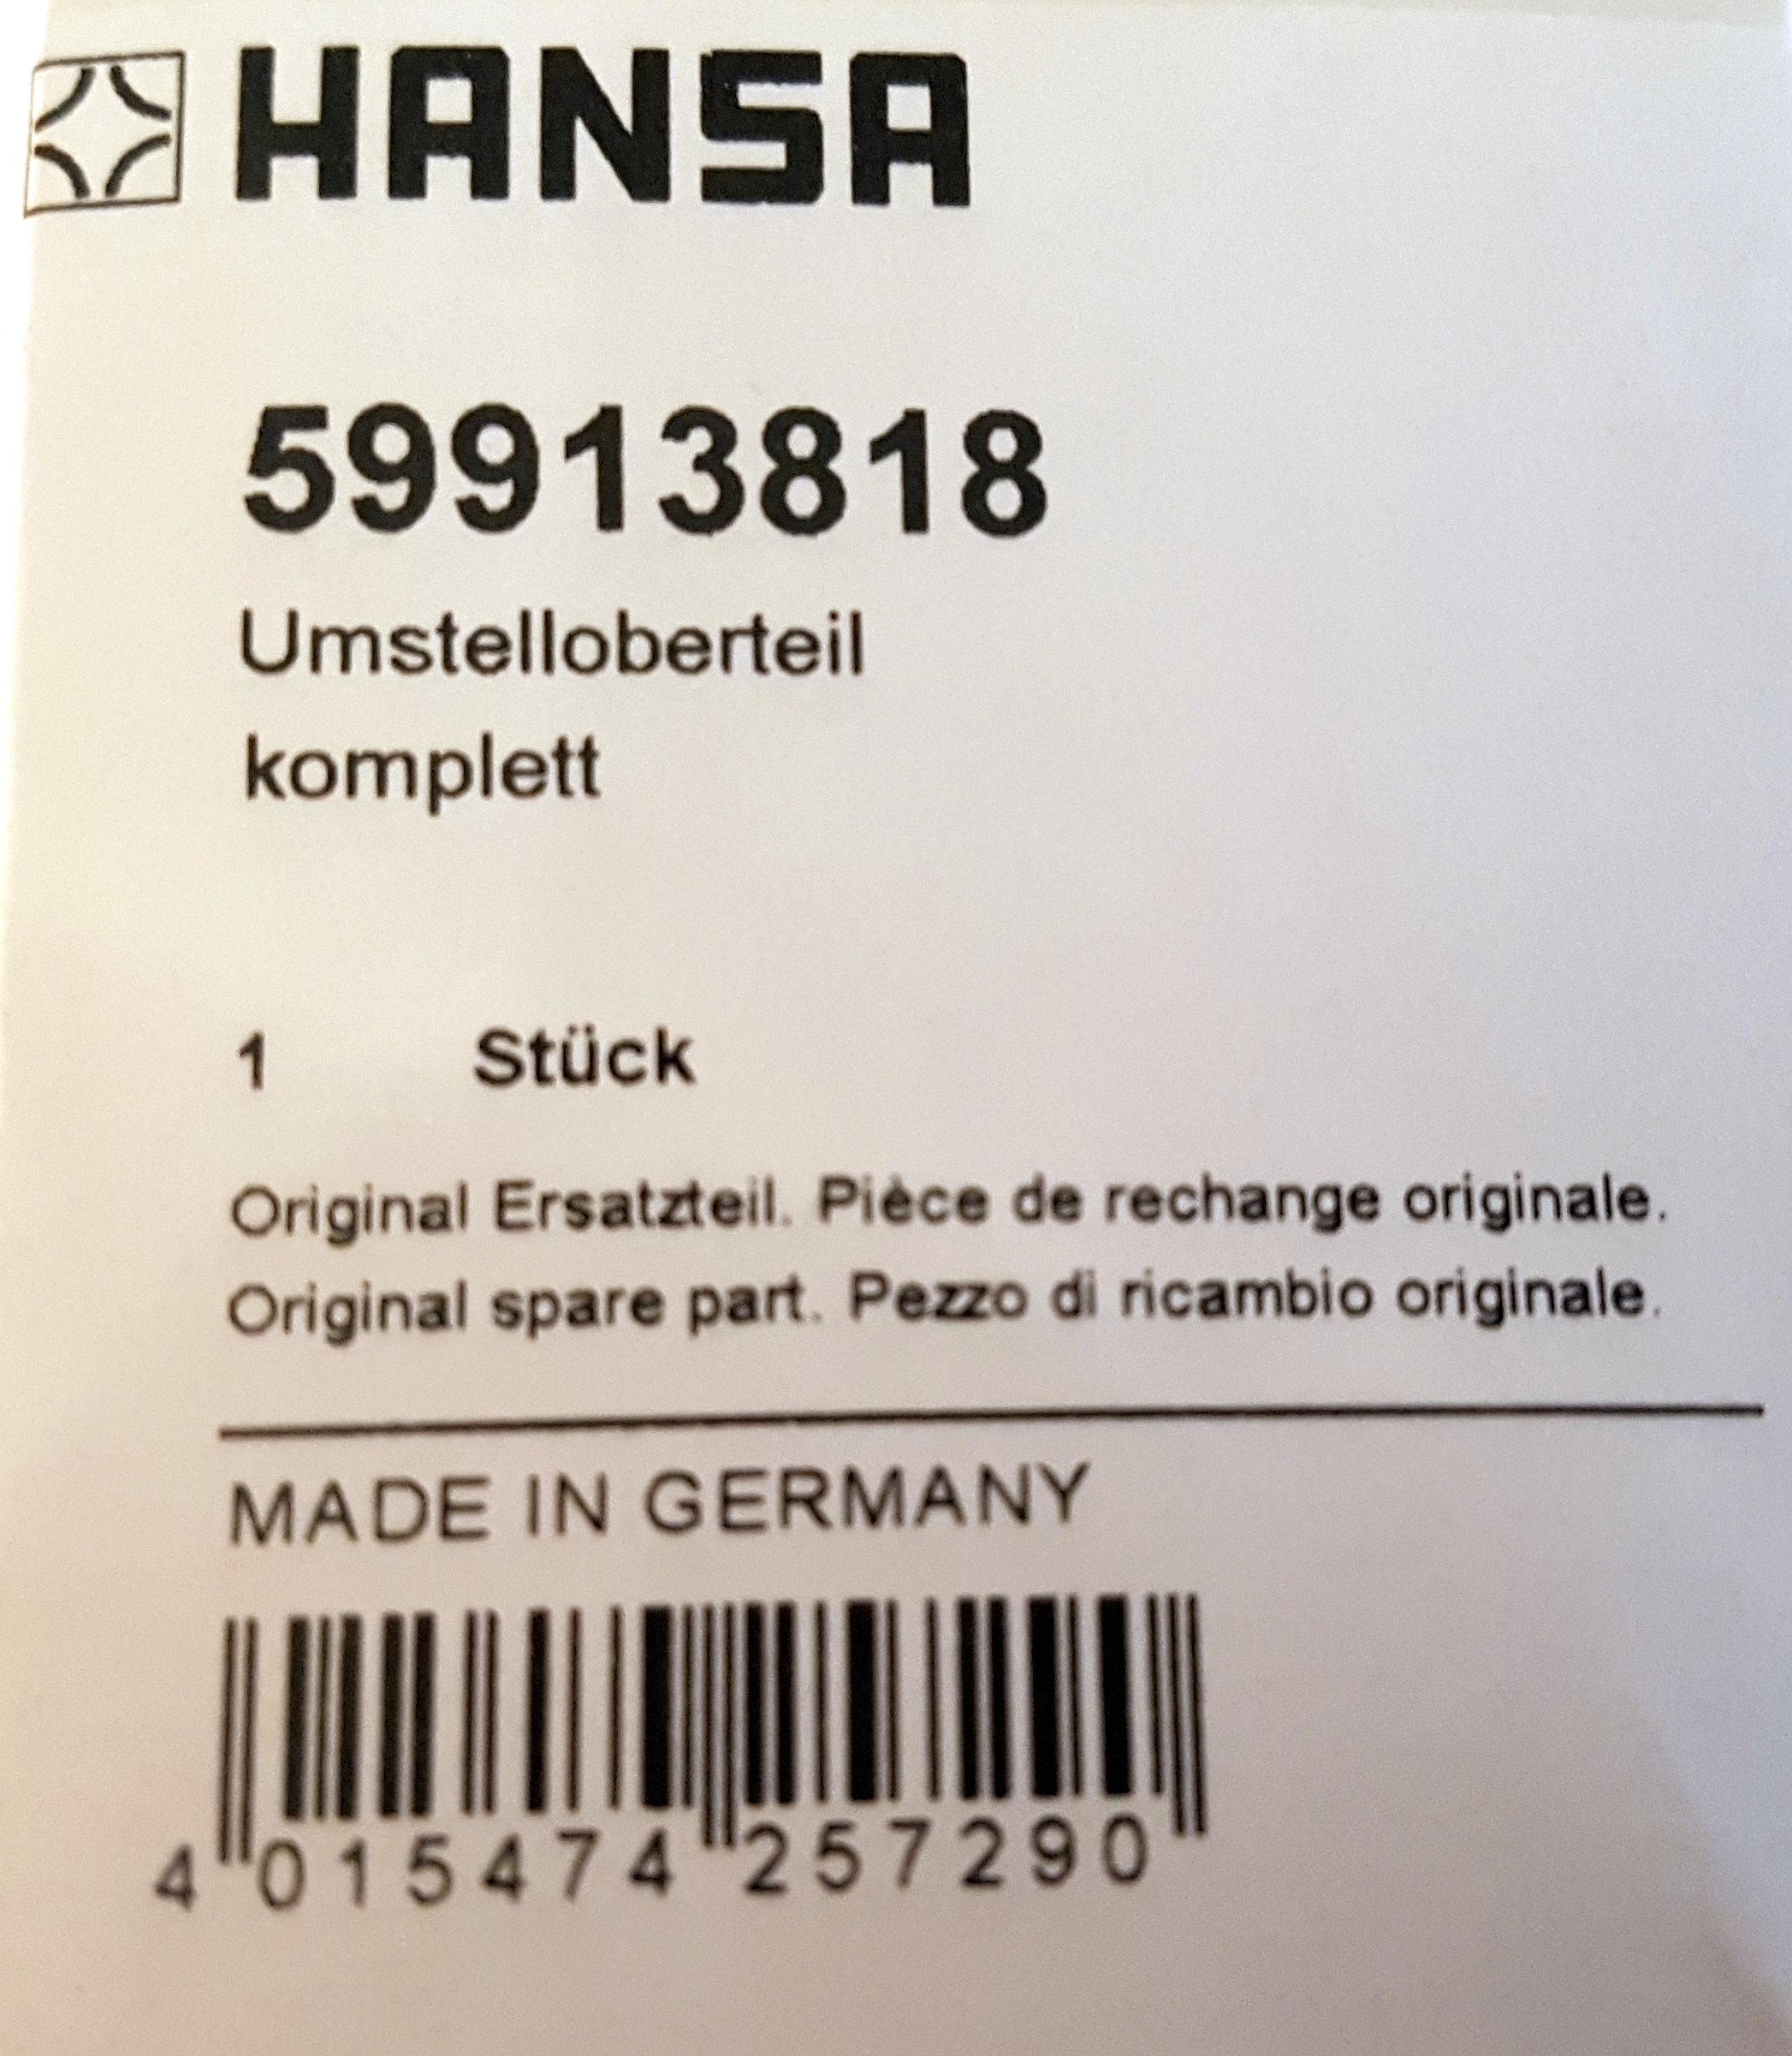 HANSA
59913818
Umstelloberteil
komplett
1 Stück
Original Ersatzteil. Pièce de rechange originale.
Original spare part. Pezzo di ricambio originale.
MADE IN GERMANY
4 015474 257290